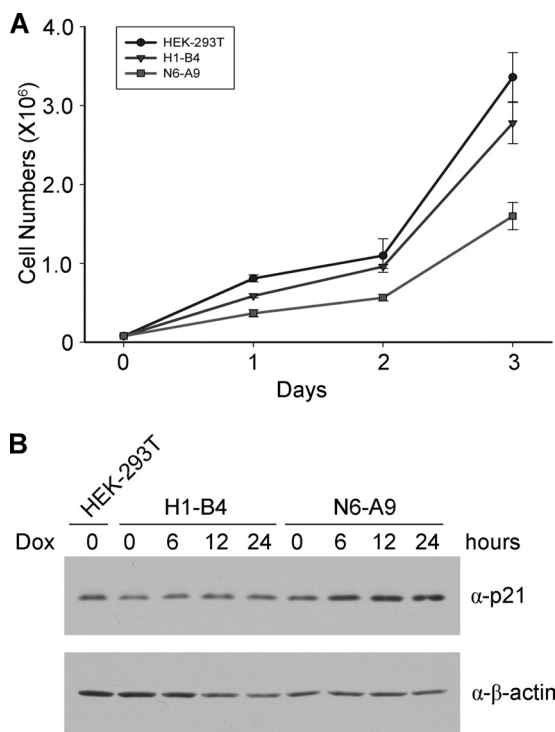 A
HEK-293T
H1-B4
N6-A9
4.0
3.0
2.0
1.0
0
Cell Numbers (X10⁶)
0 1 2 3
Days
B
HEK-293T
H1-B4 N6-A9
Dox 0 0 6 12 24 0 6 12 24 hours
α-p21
α-β-actin